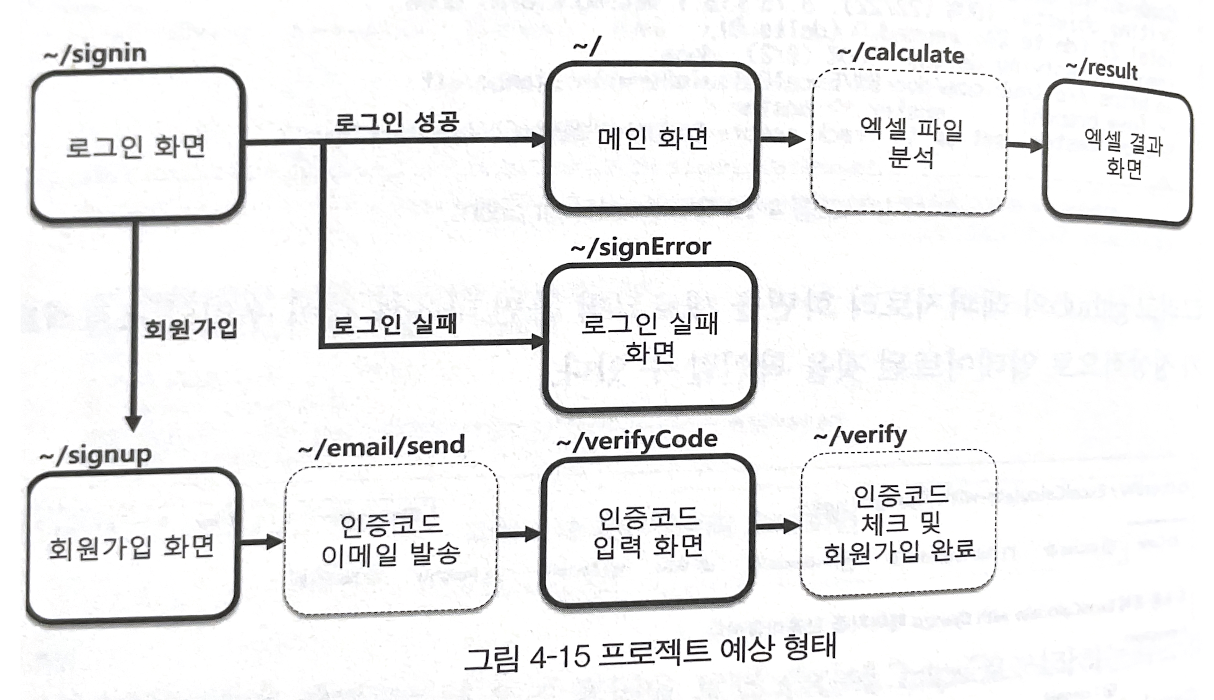 ~/signin
로그인 화면
로그인 성공
~/
메인 화면
~/calculate
엑셀 파일
분석
~/result
엑셀 결과
화면
~/signError
로그인 실패
로그인 실패
화면
회원가입
~/signup
회원가입 화면
~/email/send
인증코드
이메일 발송
~/verifyCode
인증코드
입력 화면
~/verify
인증코드
체크 및
회원가입 완료
그림 4-15 프로젝트 예상 형태